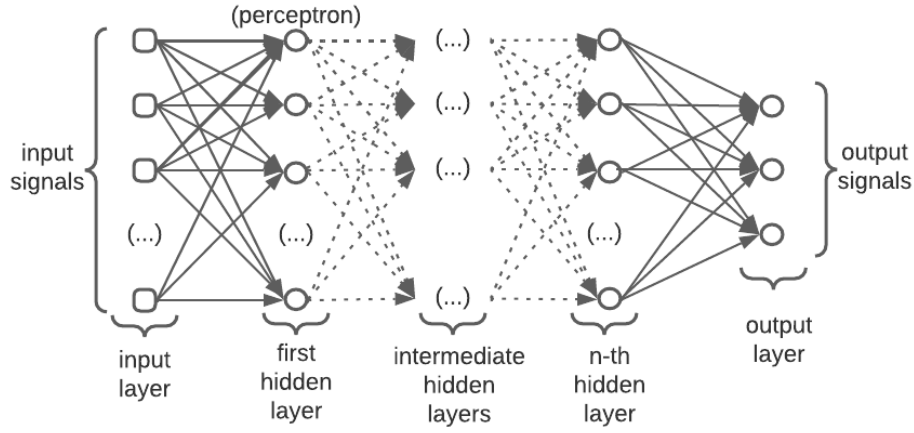 (perceptron)
(...)
input
signals
output
signals
(...)
(...)
(...)
(...)
(...)
(...)
input
layer
first
hidden
layer
intermediate
hidden
layers
n-th
hidden
layer
output
layer